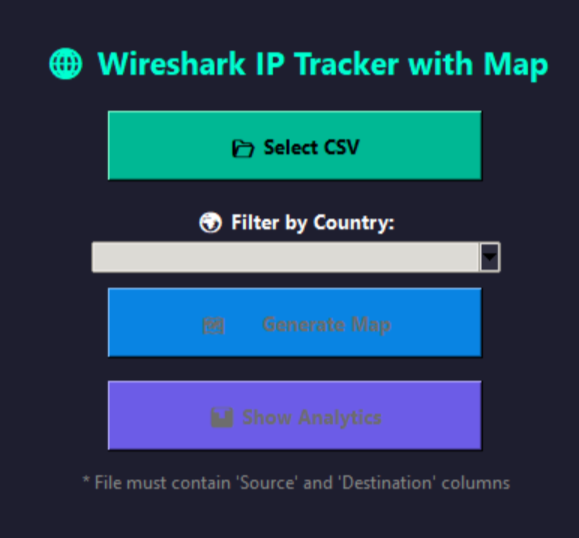 Wireshark IP Tracker with Map
Select CSV
Filter by Country:
Generate Map
Show Analytics
* File must contain 'Source' and 'Destination' columns